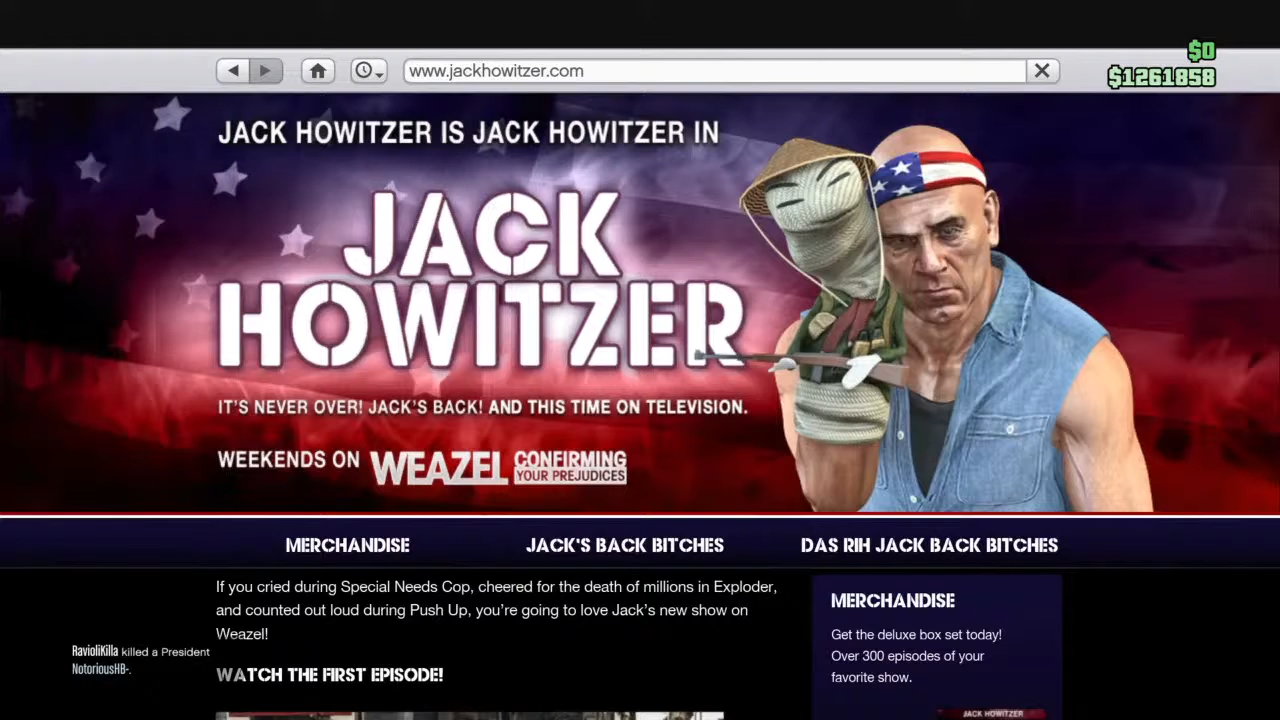 www.jackhowitzer.com
$0
$1261858
JACK HOWITZER IS JACK HOWITZER IN
JACK
HOWITZER
IT'S NEVER OVER! JACK'S BACK! AND THIS TIME ON TELEVISION.
WEEKENDS ON WEAZEL CONFIRMING
YOUR PREJUDICES
MERCHANDISE
JACK'S BACK BITCHES
DAS RIH JACK BACK BITCHES
If you cried during Special Needs Cop, cheered for the death of millions in Exploder,
and counted out loud during Push Up, you're going to love Jack's new show on
Weazel!
WATCH THE FIRST EPISODE!
MERCHANDISE
Get the deluxe box set today!
Over 300 episodes of your
favorite show.
JACK HOWITZER
RavioliKilla killed a President
NotoriousHB-.